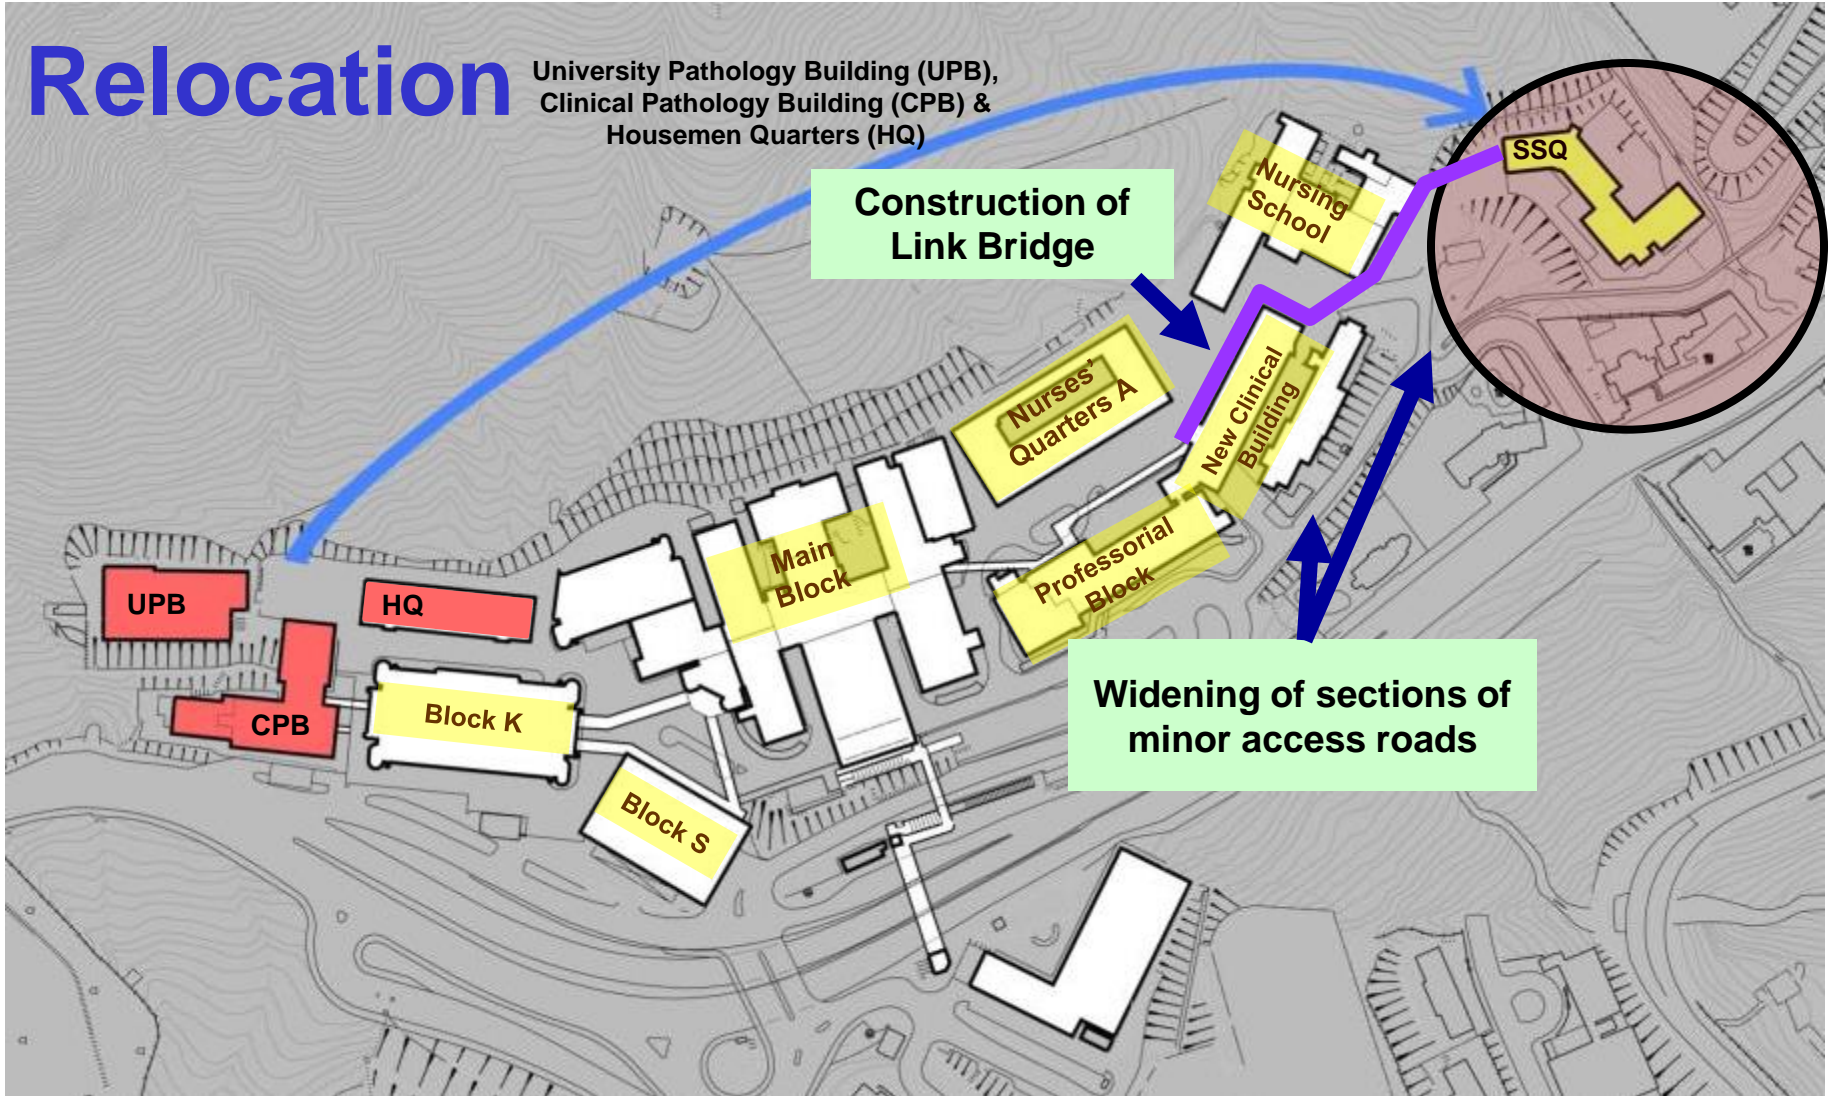 Relocation
University Pathology Building (UPB),
Clinical Pathology Building (CPB) &
Housemen Quarters (HQ)
SSQ
Nursing
School
Construction of
Link Bridge
Nurses'
Quarters A
New Clinical
Building
Main
Block
Professorial
Block
UPB
HQ
CPB
Block K
Block S
Widening of sections of
minor access roads